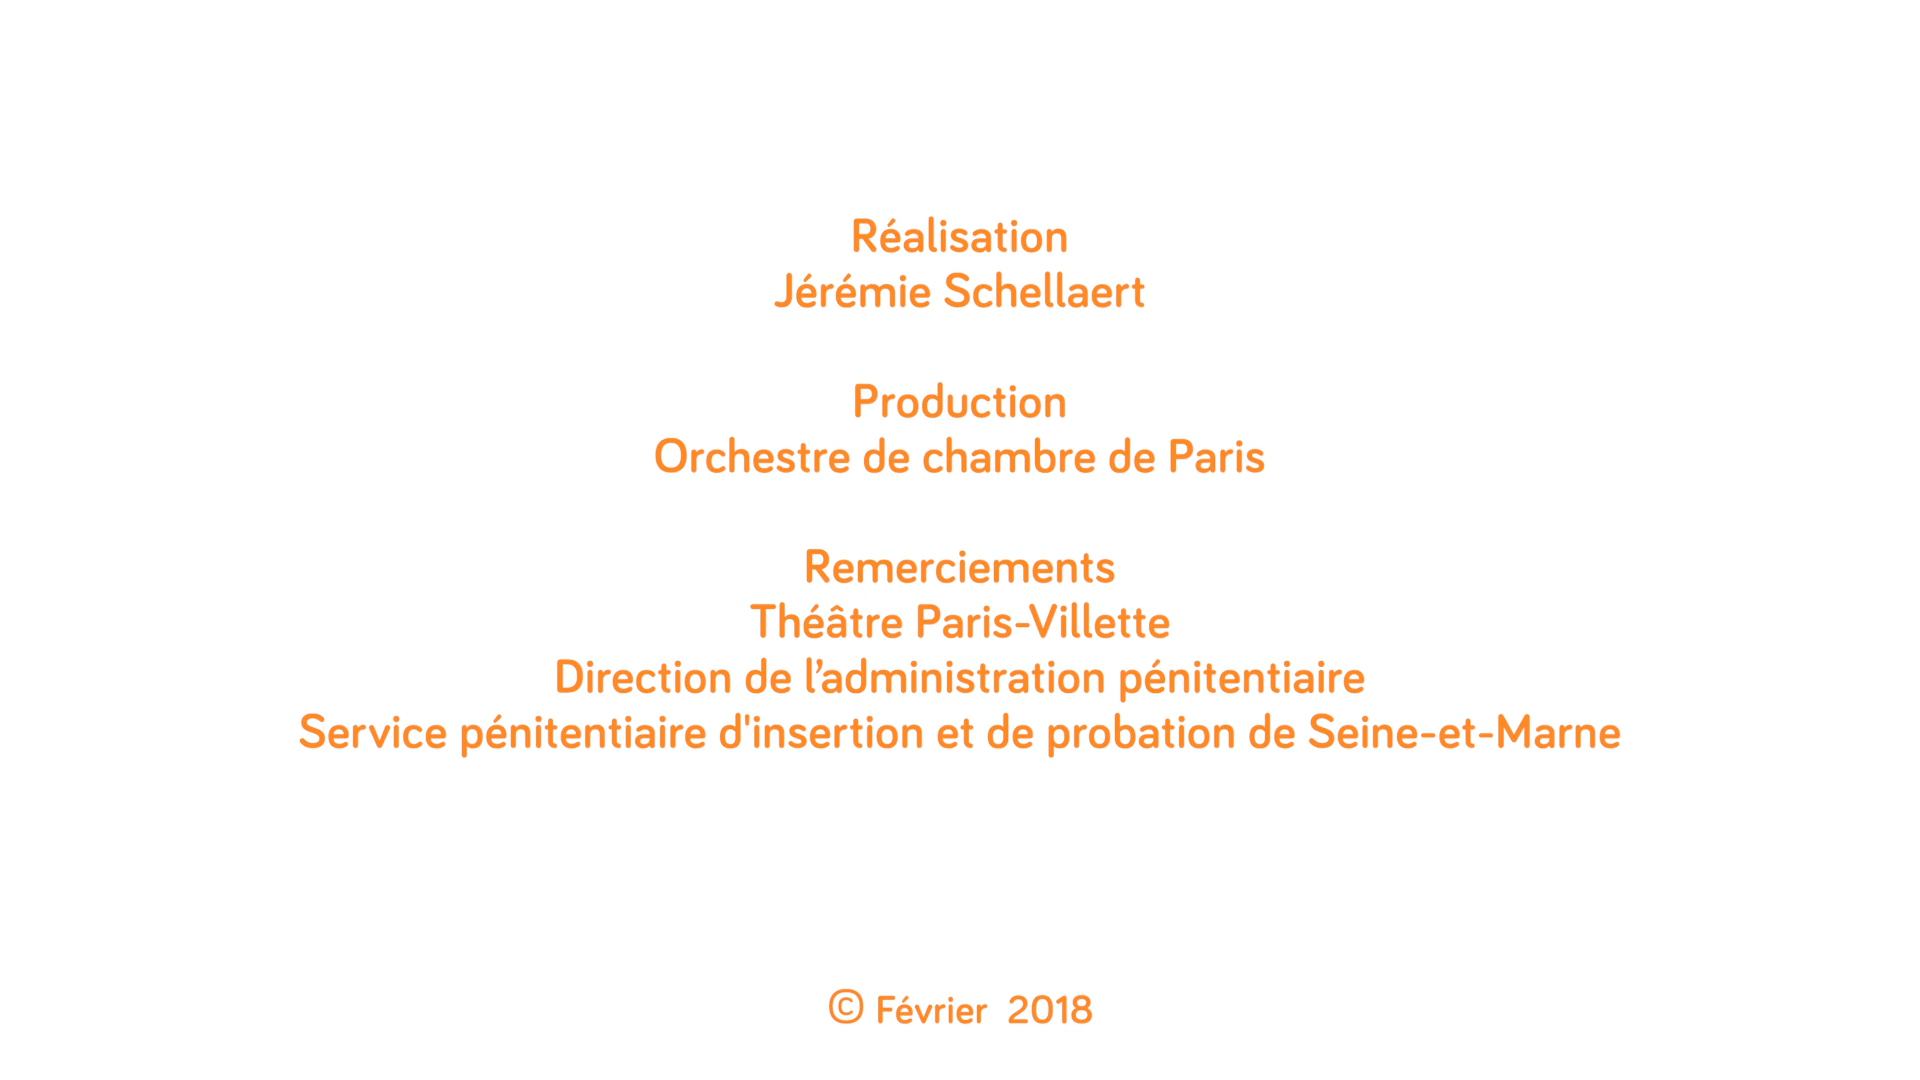 Réalisation
Jérémie Schellaert
Production
Orchestre de chambre de Paris
Remerciements
Théâtre Paris-Villette
Direction de l’administration pénitentiaire
Service pénitentiaire d'insertion et de probation de Seine-et-Marne
© Février 2018